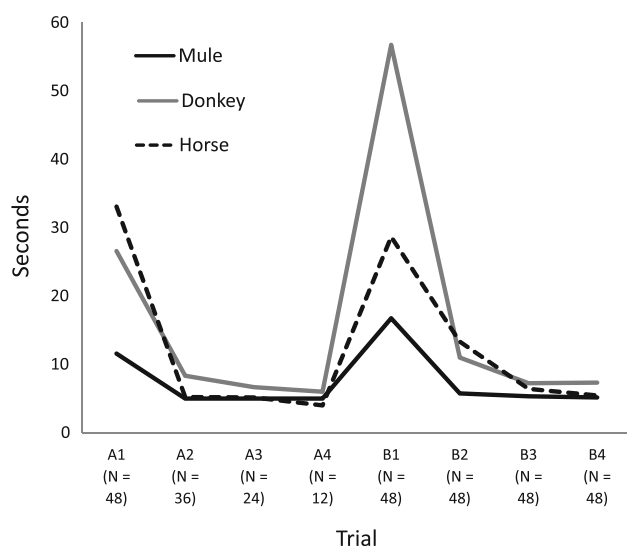 60
50
40
30
20
10
0
Seconds
Mule
Donkey
Horse
A1 A2 A3 A4 B1 B2 B3 B4
(N = (N = (N = (N = (N = (N = (N = (N =
48) 36) 24) 12) 48) 48) 48) 48)
Trial